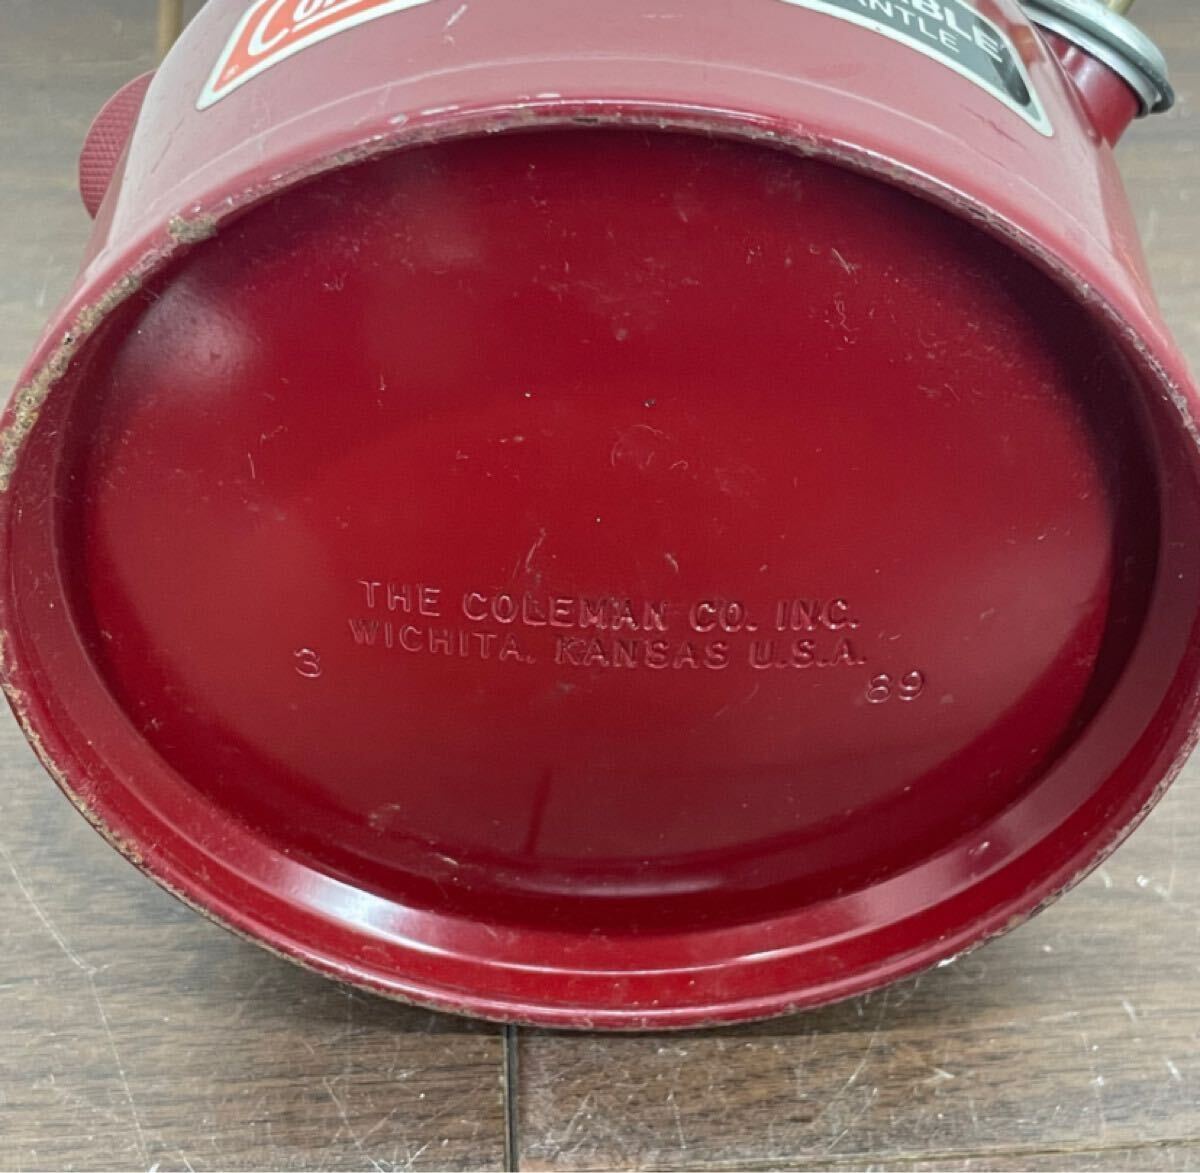 THE COLEMAN CO. INC.
WICHITA, KANSAS U.S.A.
3 89